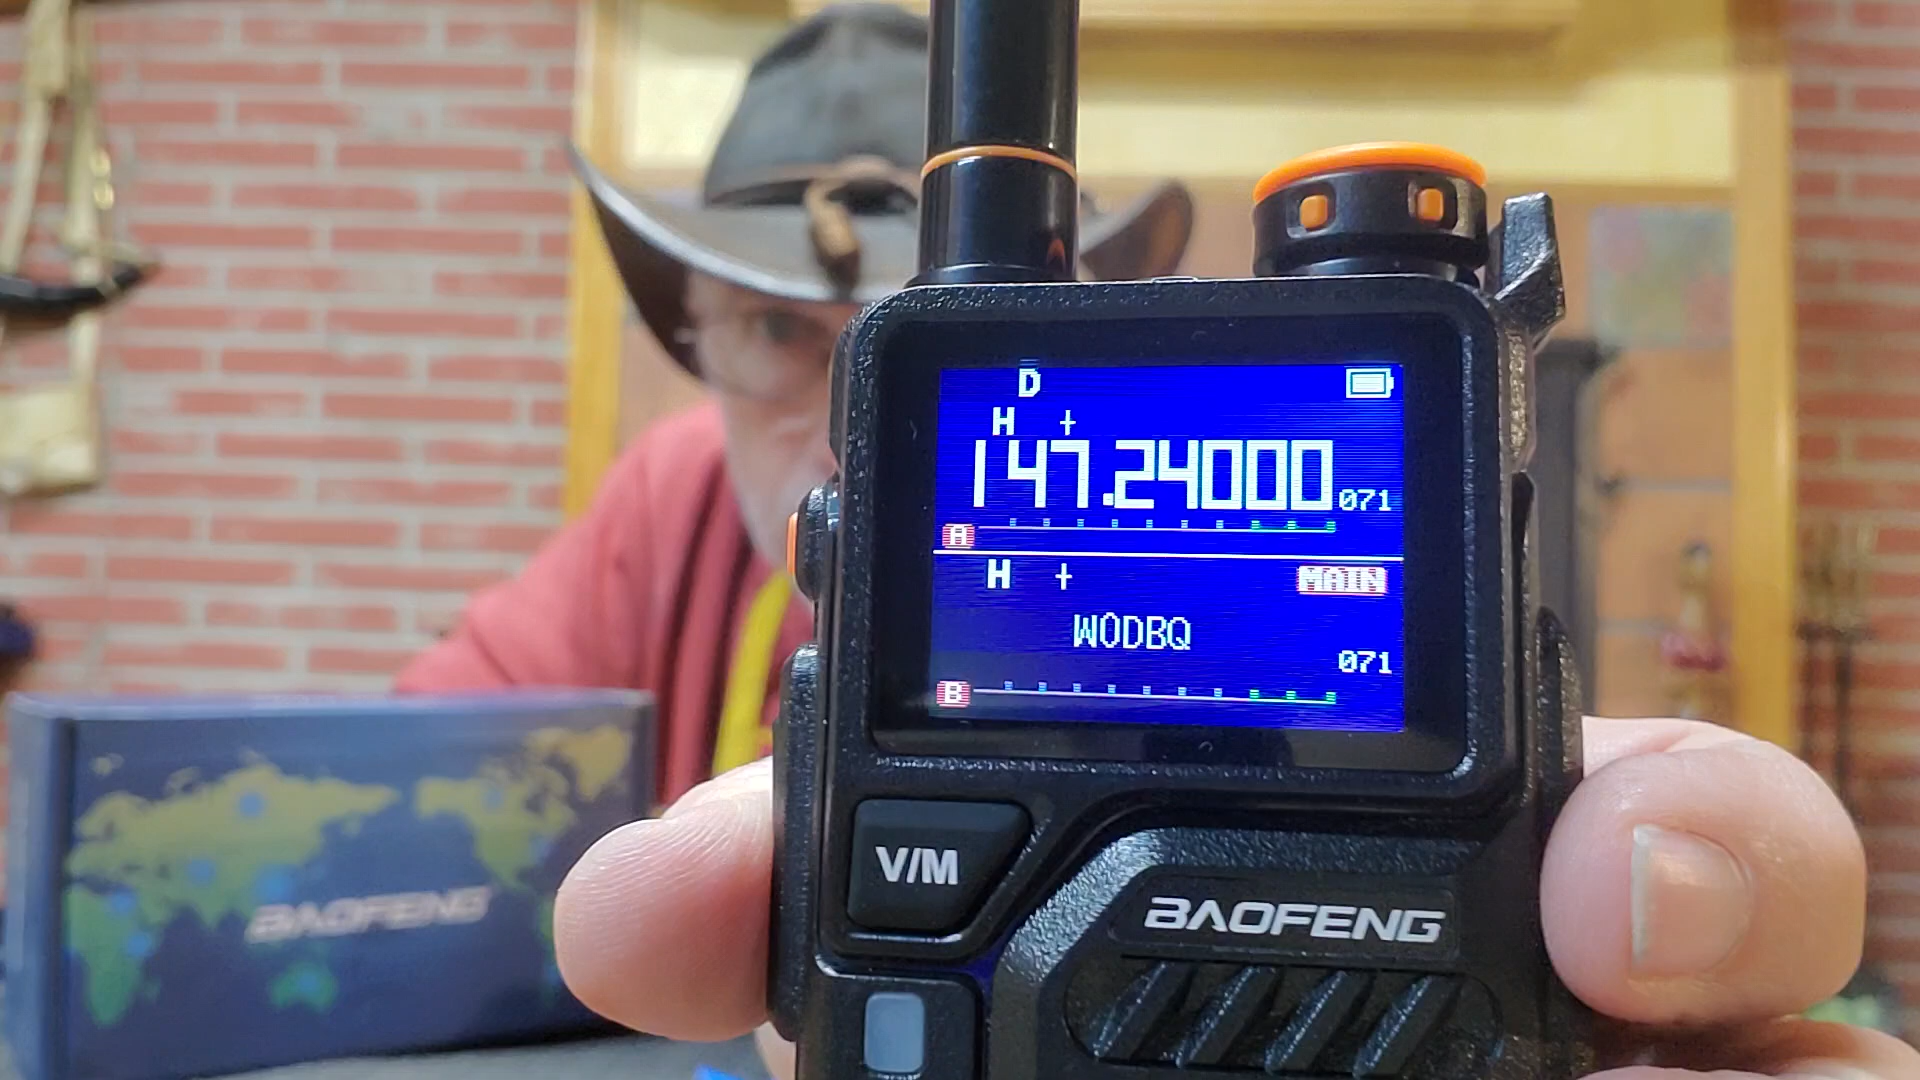 D
H +
147.24000 071
A
H + MAIN
W0DBQ
071
B
V/M
BAOFENG
BAOFENG